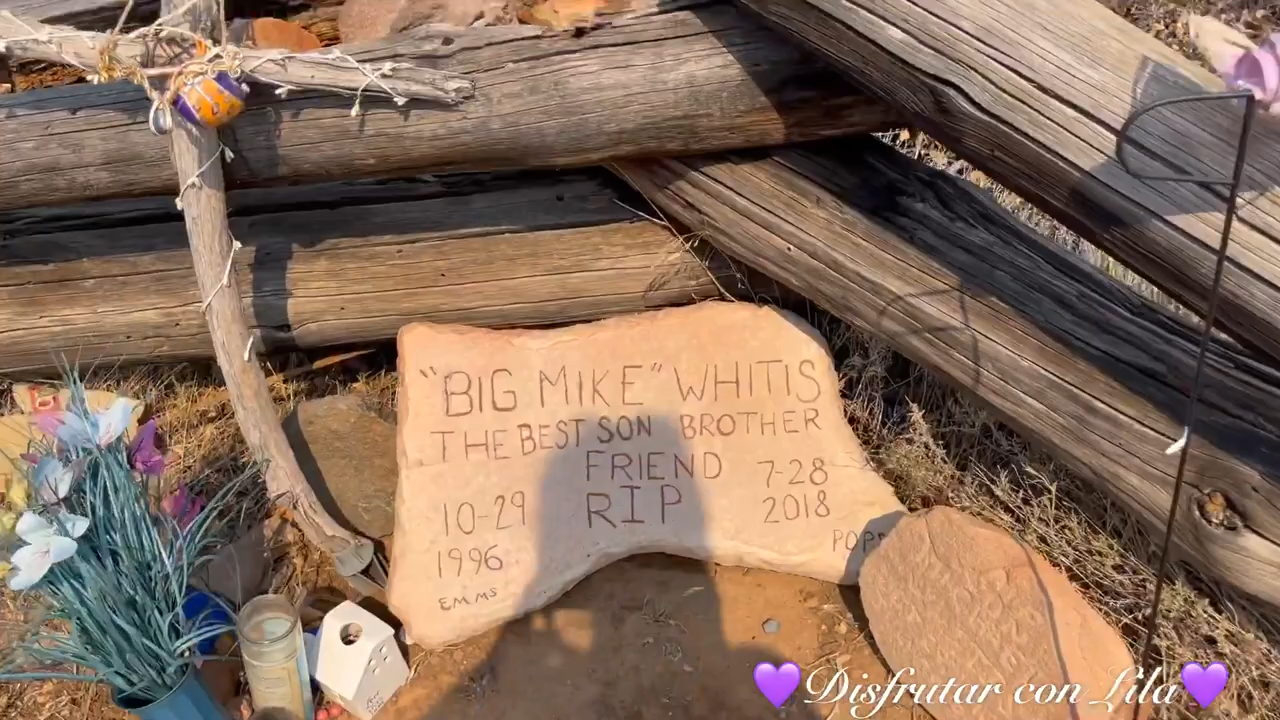 "BIG MIKE" WHITIS
THE BEST SON BROTHER
FRIEND
7-28
2018
10-29
1996
RIP
EMMS
Disfrutar con Lila